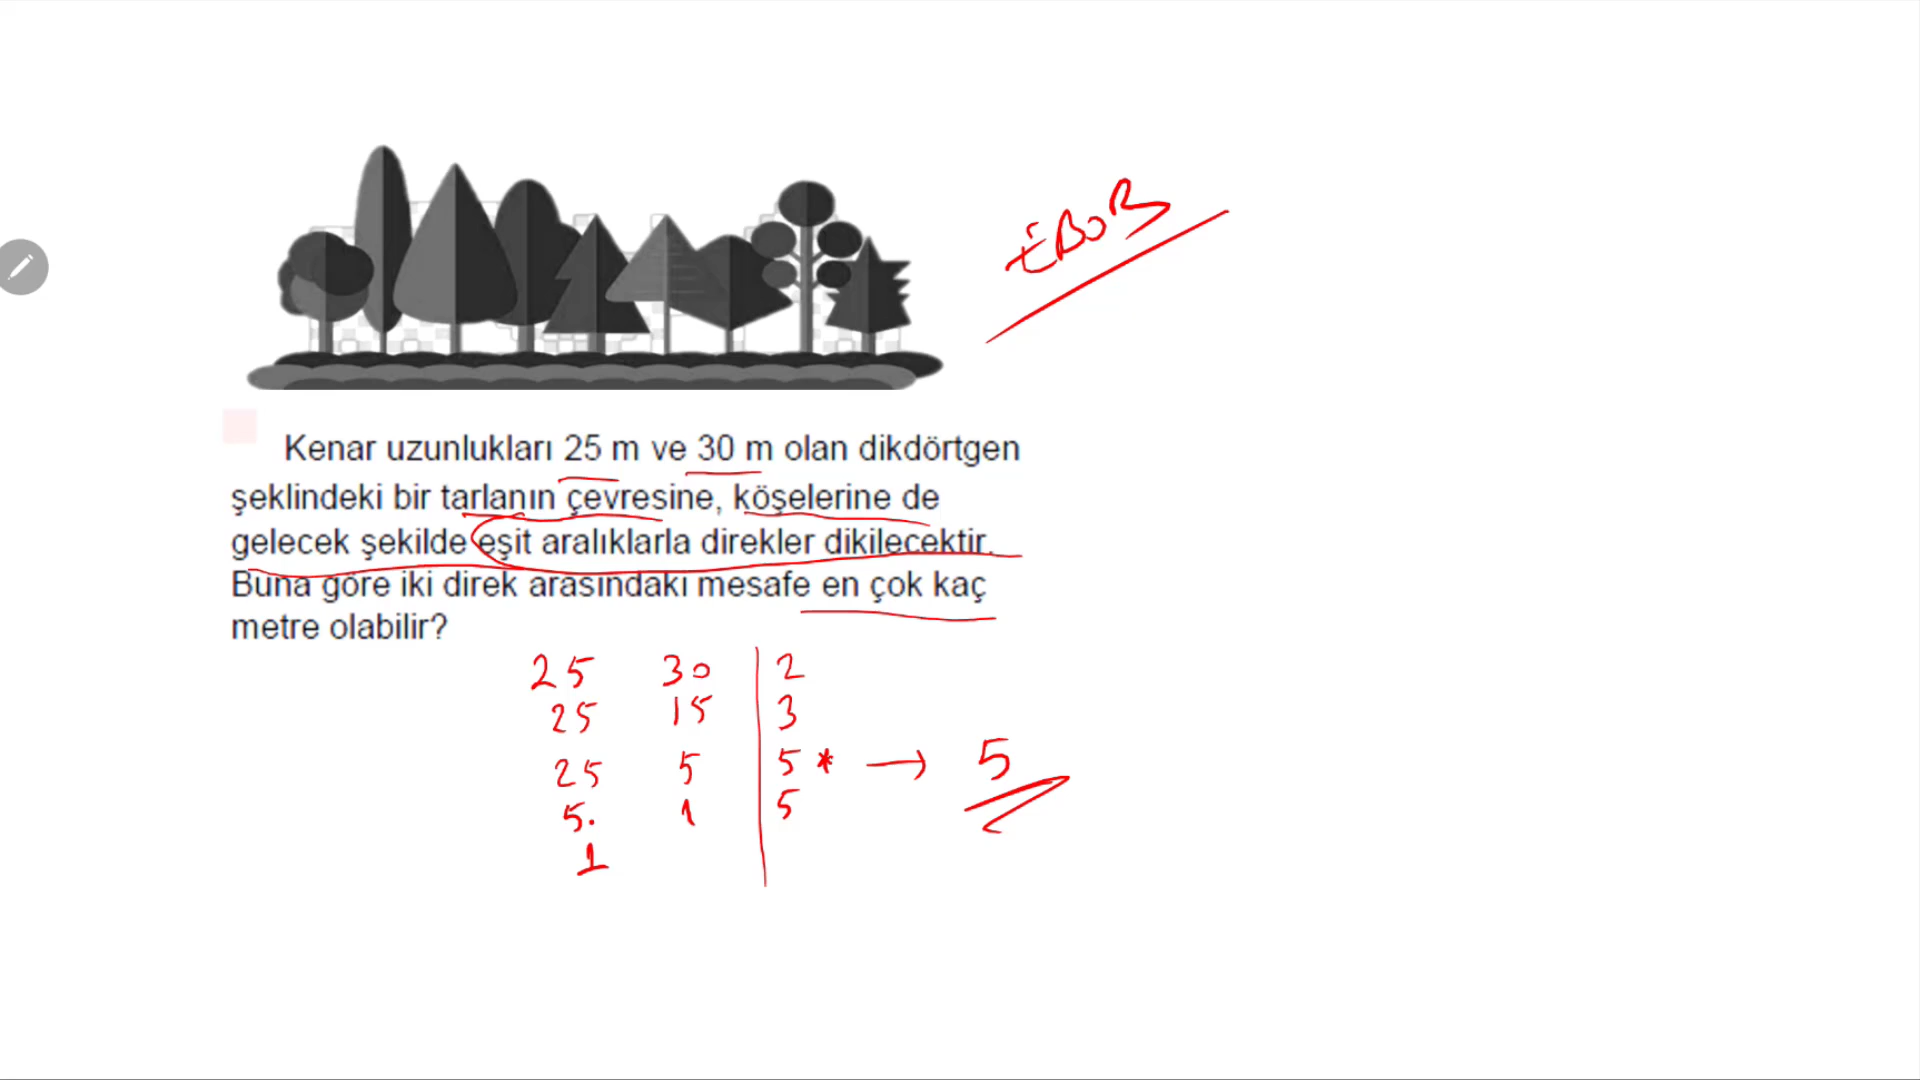 EBOB
Kenar uzunlukları 25 m ve 30 m olan dikdörtgen
şeklindeki bir tarlanın çevresine, köşelerine de
gelecek şekilde eşit aralıklarla direkler dikilecektir.
Buna göre iki direk arasındaki mesafe en çok kaç
metre olabilir?
25 30 | 2
25 15 | 3
25 5 | 5 * → 5
5. 1 | 5
1